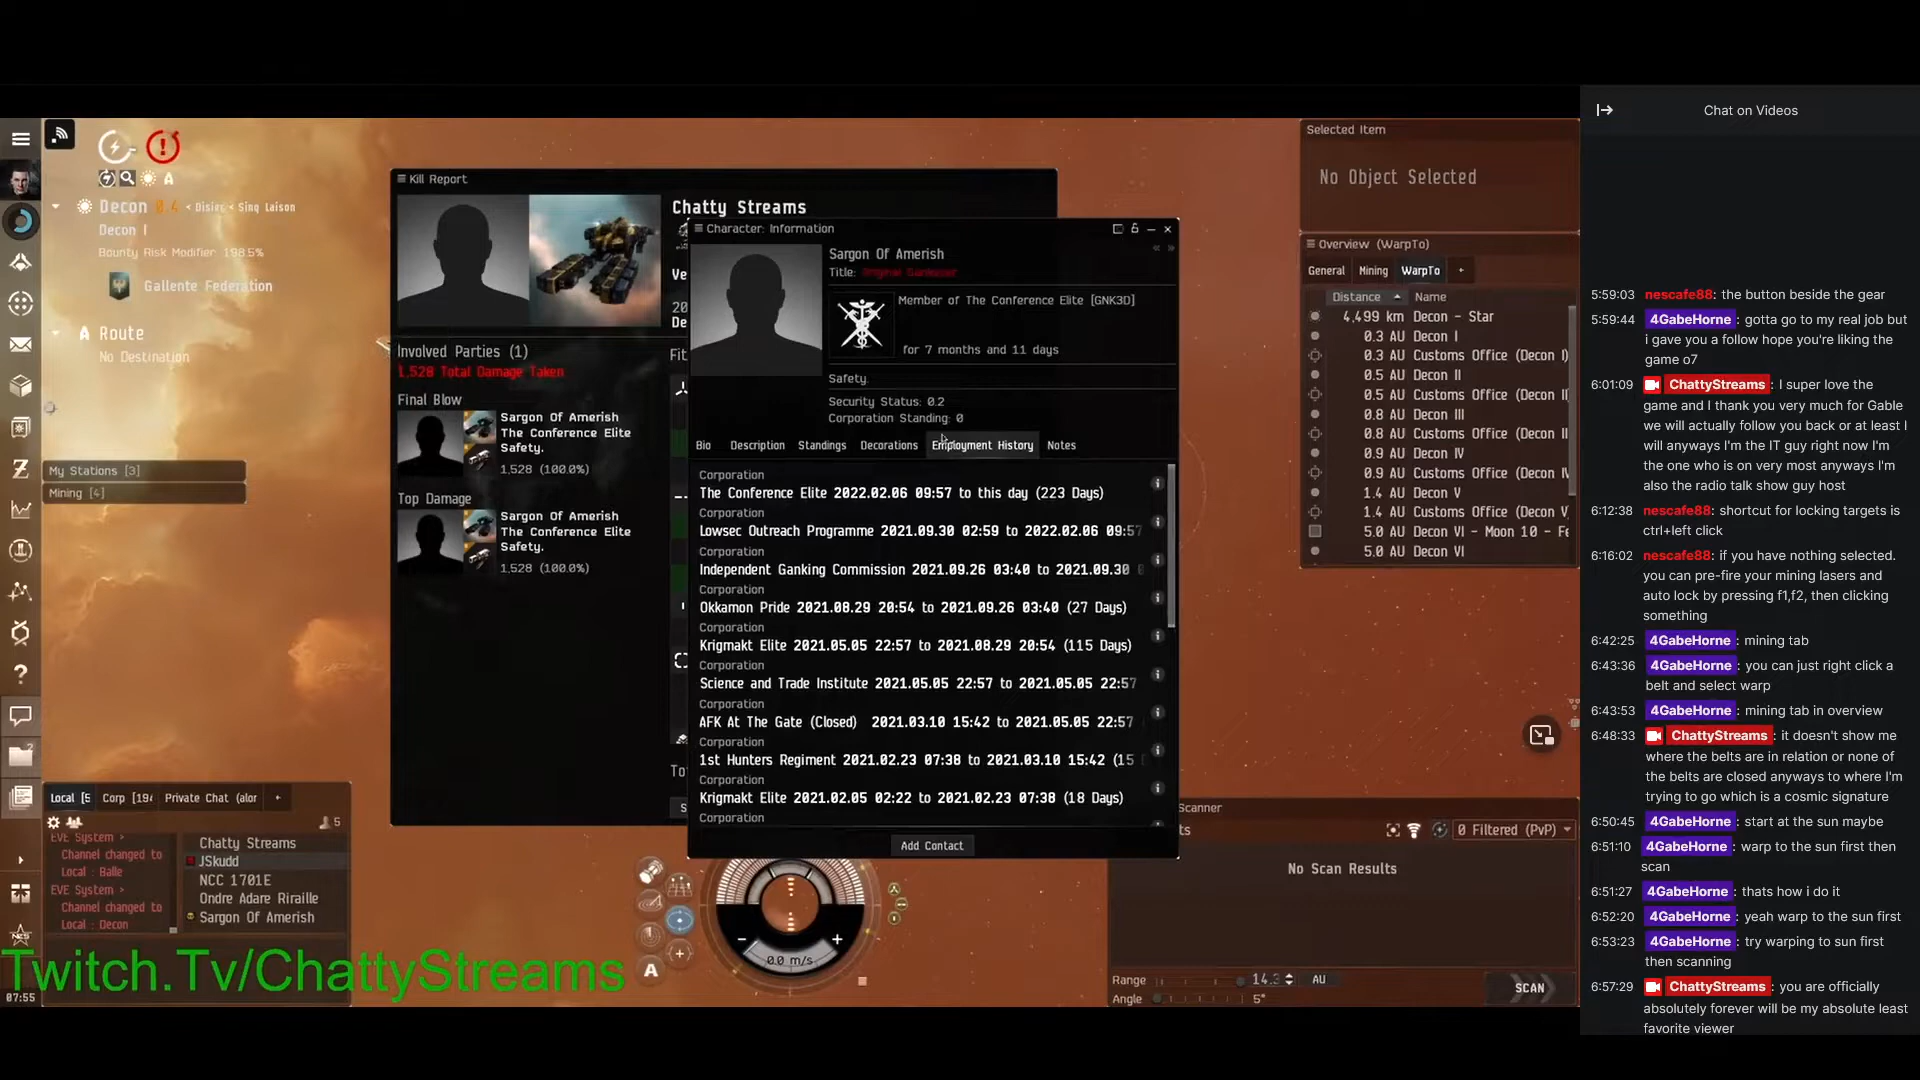 Chat on Videos
Decon 0.4 < Disier < Sinq Laison
Decon I
Bounty Risk Modifier 198.5%
Gallente Federation
A Route
No Destination
My Stations [3]
Mining [4]
Kill Report
Chatty Streams
Involved Parties (1)
1,528 Total Damage Taken
Final Blow
Sargon Of Amerish
The Conference Elite
Safety.
1,528 (100.0%)
Top Damage
Sargon Of Amerish
The Conference Elite
Safety.
1,528 (100.0%)
Character: Information
Sargon Of Amerish
Title:
Member of The Conference Elite [GNK3D]
for 7 months and 11 days
Safety.
Security Status: 0.2
Corporation Standing: 0
Bio Description Standings Decorations Employment History Notes
Corporation
The Conference Elite 2022.02.06 09:57 to this day (223 Days)
Corporation
Lowsec Outreach Programme 2021.09.30 02:59 to 2022.02.06 09:57
Corporation
Independent Ganking Commission 2021.09.26 03:40 to 2021.09.30
Corporation
Okkamon Pride 2021.08.29 20:54 to 2021.09.26 03:40 (27 Days)
Corporation
Krigmakt Elite 2021.05.05 22:57 to 2021.08.29 20:54 (115 Days)
Corporation
Science and Trade Institute 2021.05.05 22:57 to 2021.05.05 22:57
Corporation
AFK At The Gate (Closed) 2021.03.10 15:42 to 2021.05.05 22:57
Corporation
1st Hunters Regiment 2021.02.23 07:38 to 2021.03.10 15:42 (15
Corporation
Krigmakt Elite 2021.02.05 02:22 to 2021.02.23 07:38 (18 Days)
Corporation
Add Contact
Selected Item
No Object Selected
Overview (WarpTo)
General Mining WarpTo +
Distance Name
4,499 km Decon - Star
0.3 AU Decon I
0.3 AU Customs Office (Decon I)
0.5 AU Decon II
0.5 AU Customs Office (Decon II
0.8 AU Decon III
0.8 AU Customs Office (Decon II
0.9 AU Decon IV
0.9 AU Customs Office (Decon IV
1.4 AU Decon V
1.4 AU Customs Office (Decon V
5.0 AU Decon VI - Moon 10 - Fe
5.0 AU Decon VI
Scanner
0 Filtered (PvP)
No Scan Results
Range 14.3 AU
Angle 5°
SCAN
0.0 m/s
Local [5 Corp [19 Private Chat (alor +
5
EVE System >
Channel changed to
Local : Balle
EVE System >
Channel changed to
Local : Decon
Chatty Streams
JSkudd
NCC 1701E
Ondre Adare Riraille
Sargon Of Amerish
Twitch.Tv/ChattyStreams
07:55
5:59:03 nescafe88: the button beside the gear
5:59:44 4GabeHorne: gotta go to my real job but
i gave you a follow hope you're liking the
game o7
6:01:09 ChattyStreams: I super love the
game and I thank you very much for Gable
we will actually follow you back or at least I
will anyways I'm the IT guy right now I'm
the one who is on very most anyways I'm
also the radio talk show guy host
6:12:38 nescafe88: shortcut for locking targets is
ctrl+left click
6:16:02 nescafe88: if you have nothing selected.
you can pre-fire your mining lasers and
auto lock by pressing f1,f2, then clicking
something
6:42:25 4GabeHorne: mining tab
6:43:36 4GabeHorne: you can just right click a
belt and select warp
6:43:53 4GabeHorne: mining tab in overview
6:48:33 ChattyStreams: it doesn't show me
where the belts are in relation or none of
the belts are closed anyways to where I'm
trying to go which is a cosmic signature
6:50:45 4GabeHorne: start at the sun maybe
6:51:10 4GabeHorne: warp to the sun first then
scan
6:51:27 4GabeHorne: thats how i do it
6:52:20 4GabeHorne: yeah warp to the sun first
6:53:23 4GabeHorne: try warping to sun first
then scanning
6:57:29 ChattyStreams: you are officially
absolutely forever will be my absolute least
favorite viewer